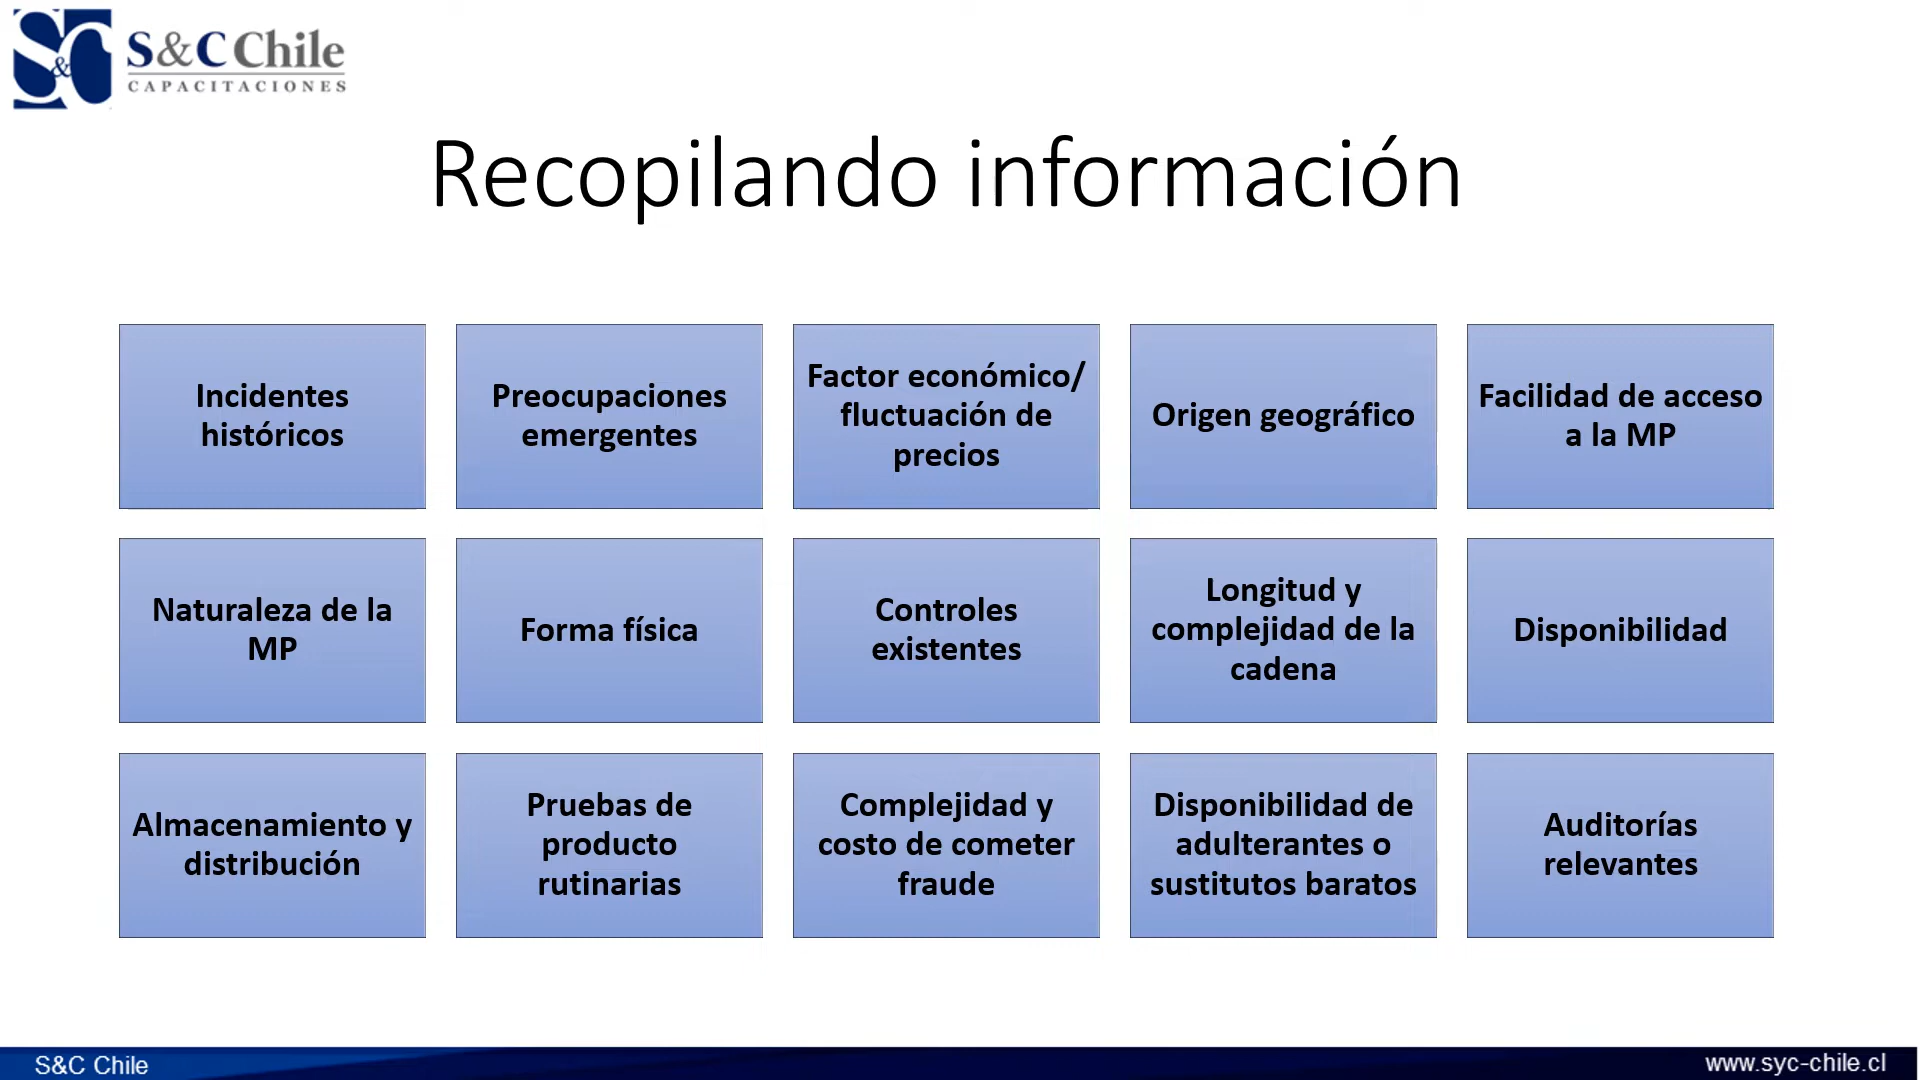 S&C Chile
CAPACITACIONES
Recopilando información
Incidentes
históricos
Preocupaciones
emergentes
Factor económico/
fluctuación de
precios
Origen geográfico
Facilidad de acceso
a la MP
Naturaleza de la
MP
Forma física
Controles
existentes
Longitud y
complejidad de la
cadena
Disponibilidad
Almacenamiento y
distribución
Pruebas de
producto
rutinarias
Complejidad y
costo de cometer
fraude
Disponibilidad de
adulterantes o
sustitutos baratos
Auditorías
relevantes
S&C Chile
www.syc-chile.cl